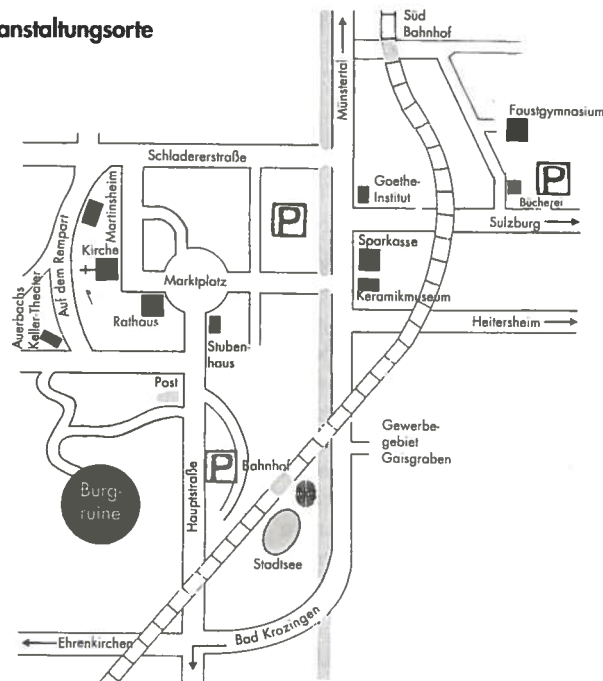 anstaltungsorte
Süd
Bahnhof
Münstertal
Faustgymnasium
Schladererstraße
P
Goethe-
Institut
P
Bücherei
Sulzburg
Martinsheim
Kirche
Auf dem Rempart
Marktplatz
Sparkasse
Keramikmuseum
Auerbachs
Keller-Theater
Rathaus
Heitersheim
Stuben-
haus
Post
Gewerbe-
gebiet
Gaisgraben
P
Bahnhof
Hauptstraße
Burg-
ruine
Stadtsee
Bad Krozingen
Ehrenkirchen